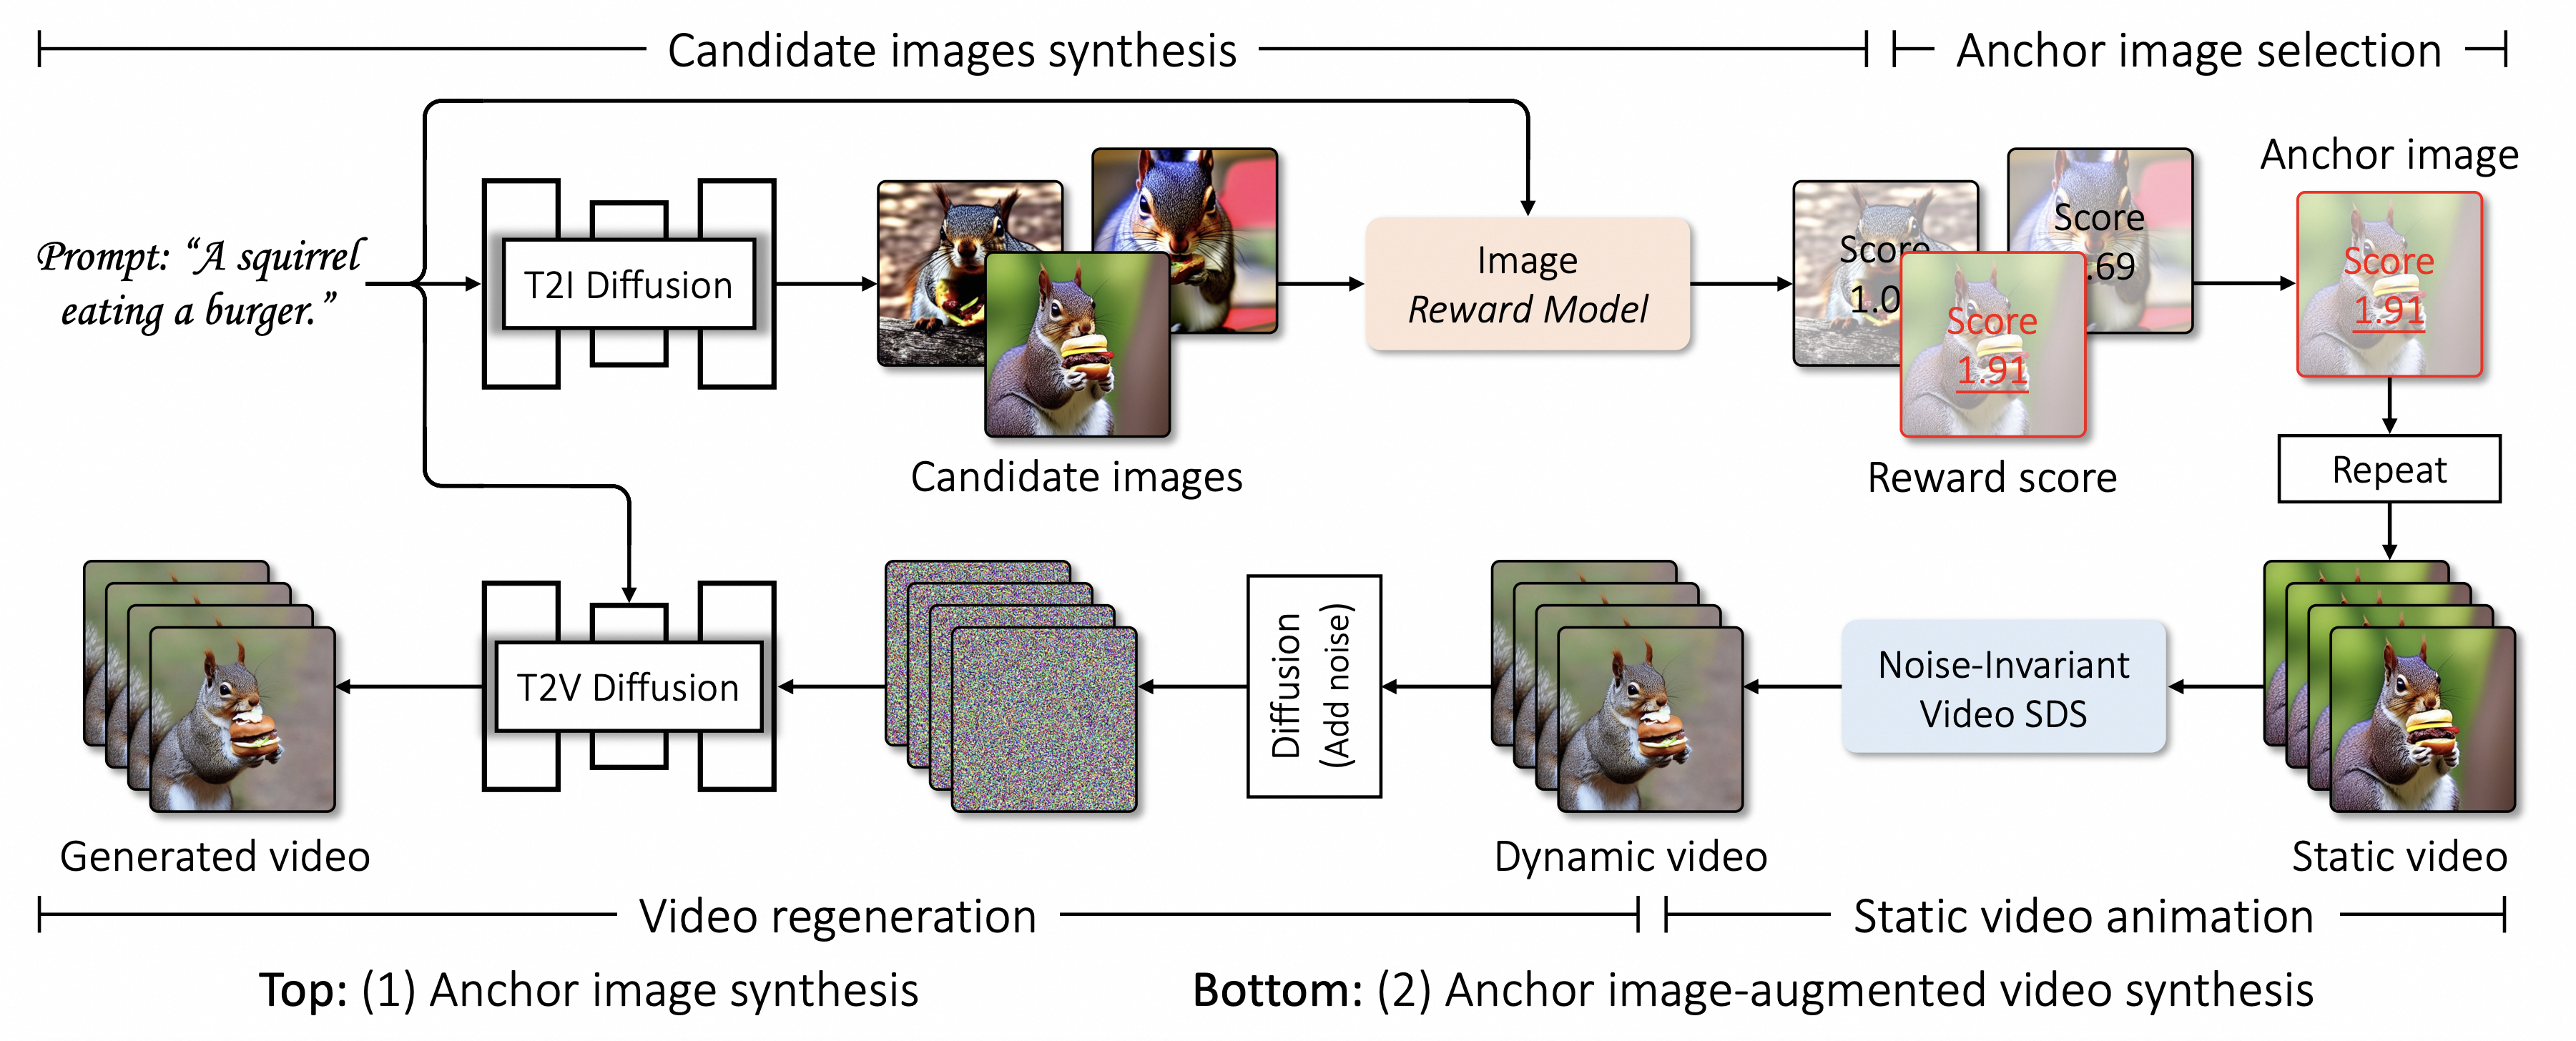 Candidate images synthesis
Anchor image selection
Prompt: “A squirrel
eating a burger.”
T2I Diffusion
Candidate images
Image
Reward Model
Score
1.0
Score
.69
Score
1.91
Reward score
Anchor image
Score
1.91
Repeat
Static video
Noise-Invariant
Video SDS
Dynamic video
Diffusion
(Add noise)
T2V Diffusion
Generated video
Video regeneration
Static video animation
Top: (1) Anchor image synthesis
Bottom: (2) Anchor image-augmented video synthesis